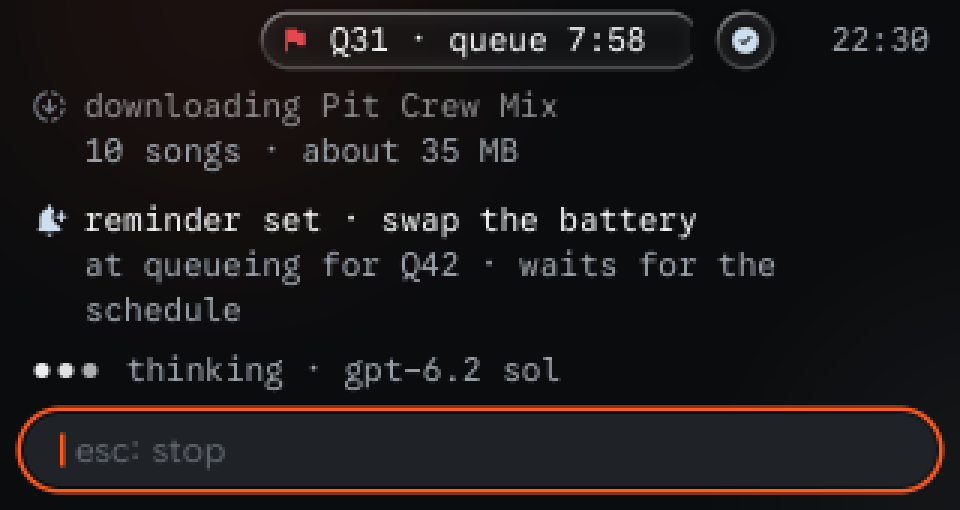 Q31 · queue 7:58 22:30
downloading Pit Crew Mix
10 songs · about 35 MB
reminder set · swap the battery
at queueing for Q42 · waits for the
schedule
thinking · gpt-6.2 sol
esc: stop